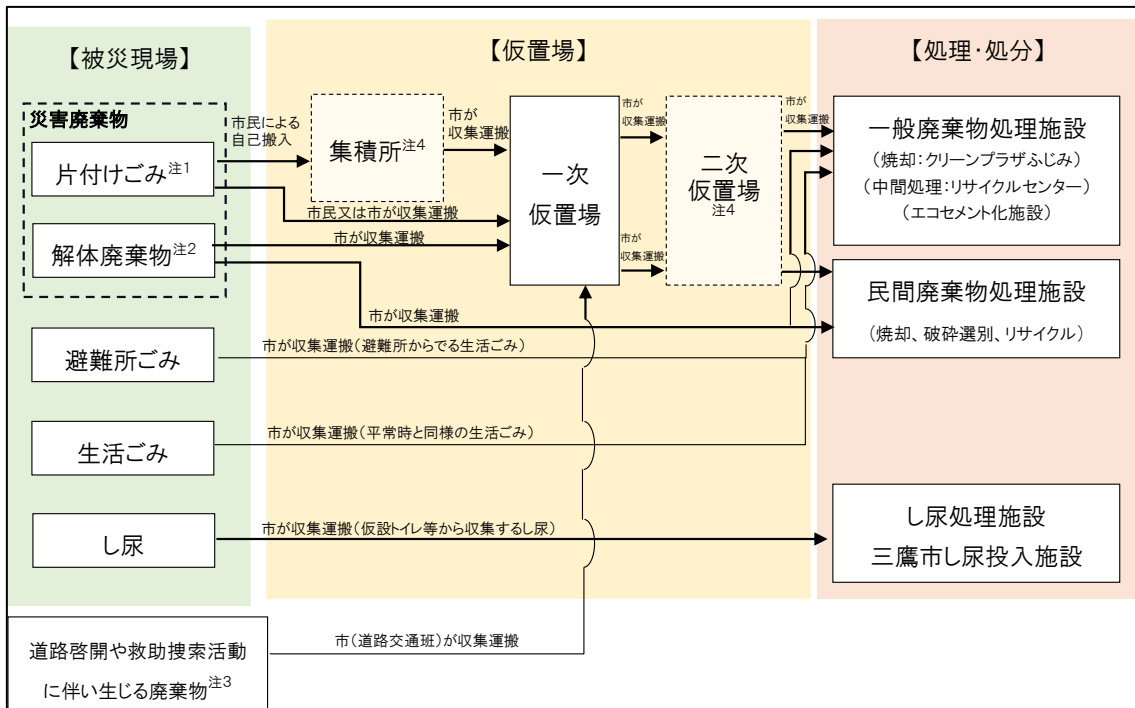 【被災現場】
【仮置場】
【処理・処分】
災害廃棄物
片付けごみ注1
解体廃棄物注2
避難所ごみ
生活ごみ
し尿
道路啓開や救助捜索活動
に伴い生じる廃棄物注3
市民による
自己搬入
集積所注4
市が
収集運搬
市民又は市が収集運搬
市が収集運搬
市が収集運搬
市が収集運搬(避難所からでる生活ごみ)
市が収集運搬(平常時と同様の生活ごみ)
市が収集運搬(仮設トイレ等から収集するし尿)
市(道路交通班)が収集運搬
一次
仮置場
市が
収集運搬
市が
収集運搬
二次
仮置場
注4
市が
収集運搬
一般廃棄物処理施設
(焼却:クリーンプラザふじみ)
(中間処理:リサイクルセンター)
(エコセメント化施設)
民間廃棄物処理施設
(焼却、破砕選別、リサイクル)
し尿処理施設
三鷹市し尿投入施設